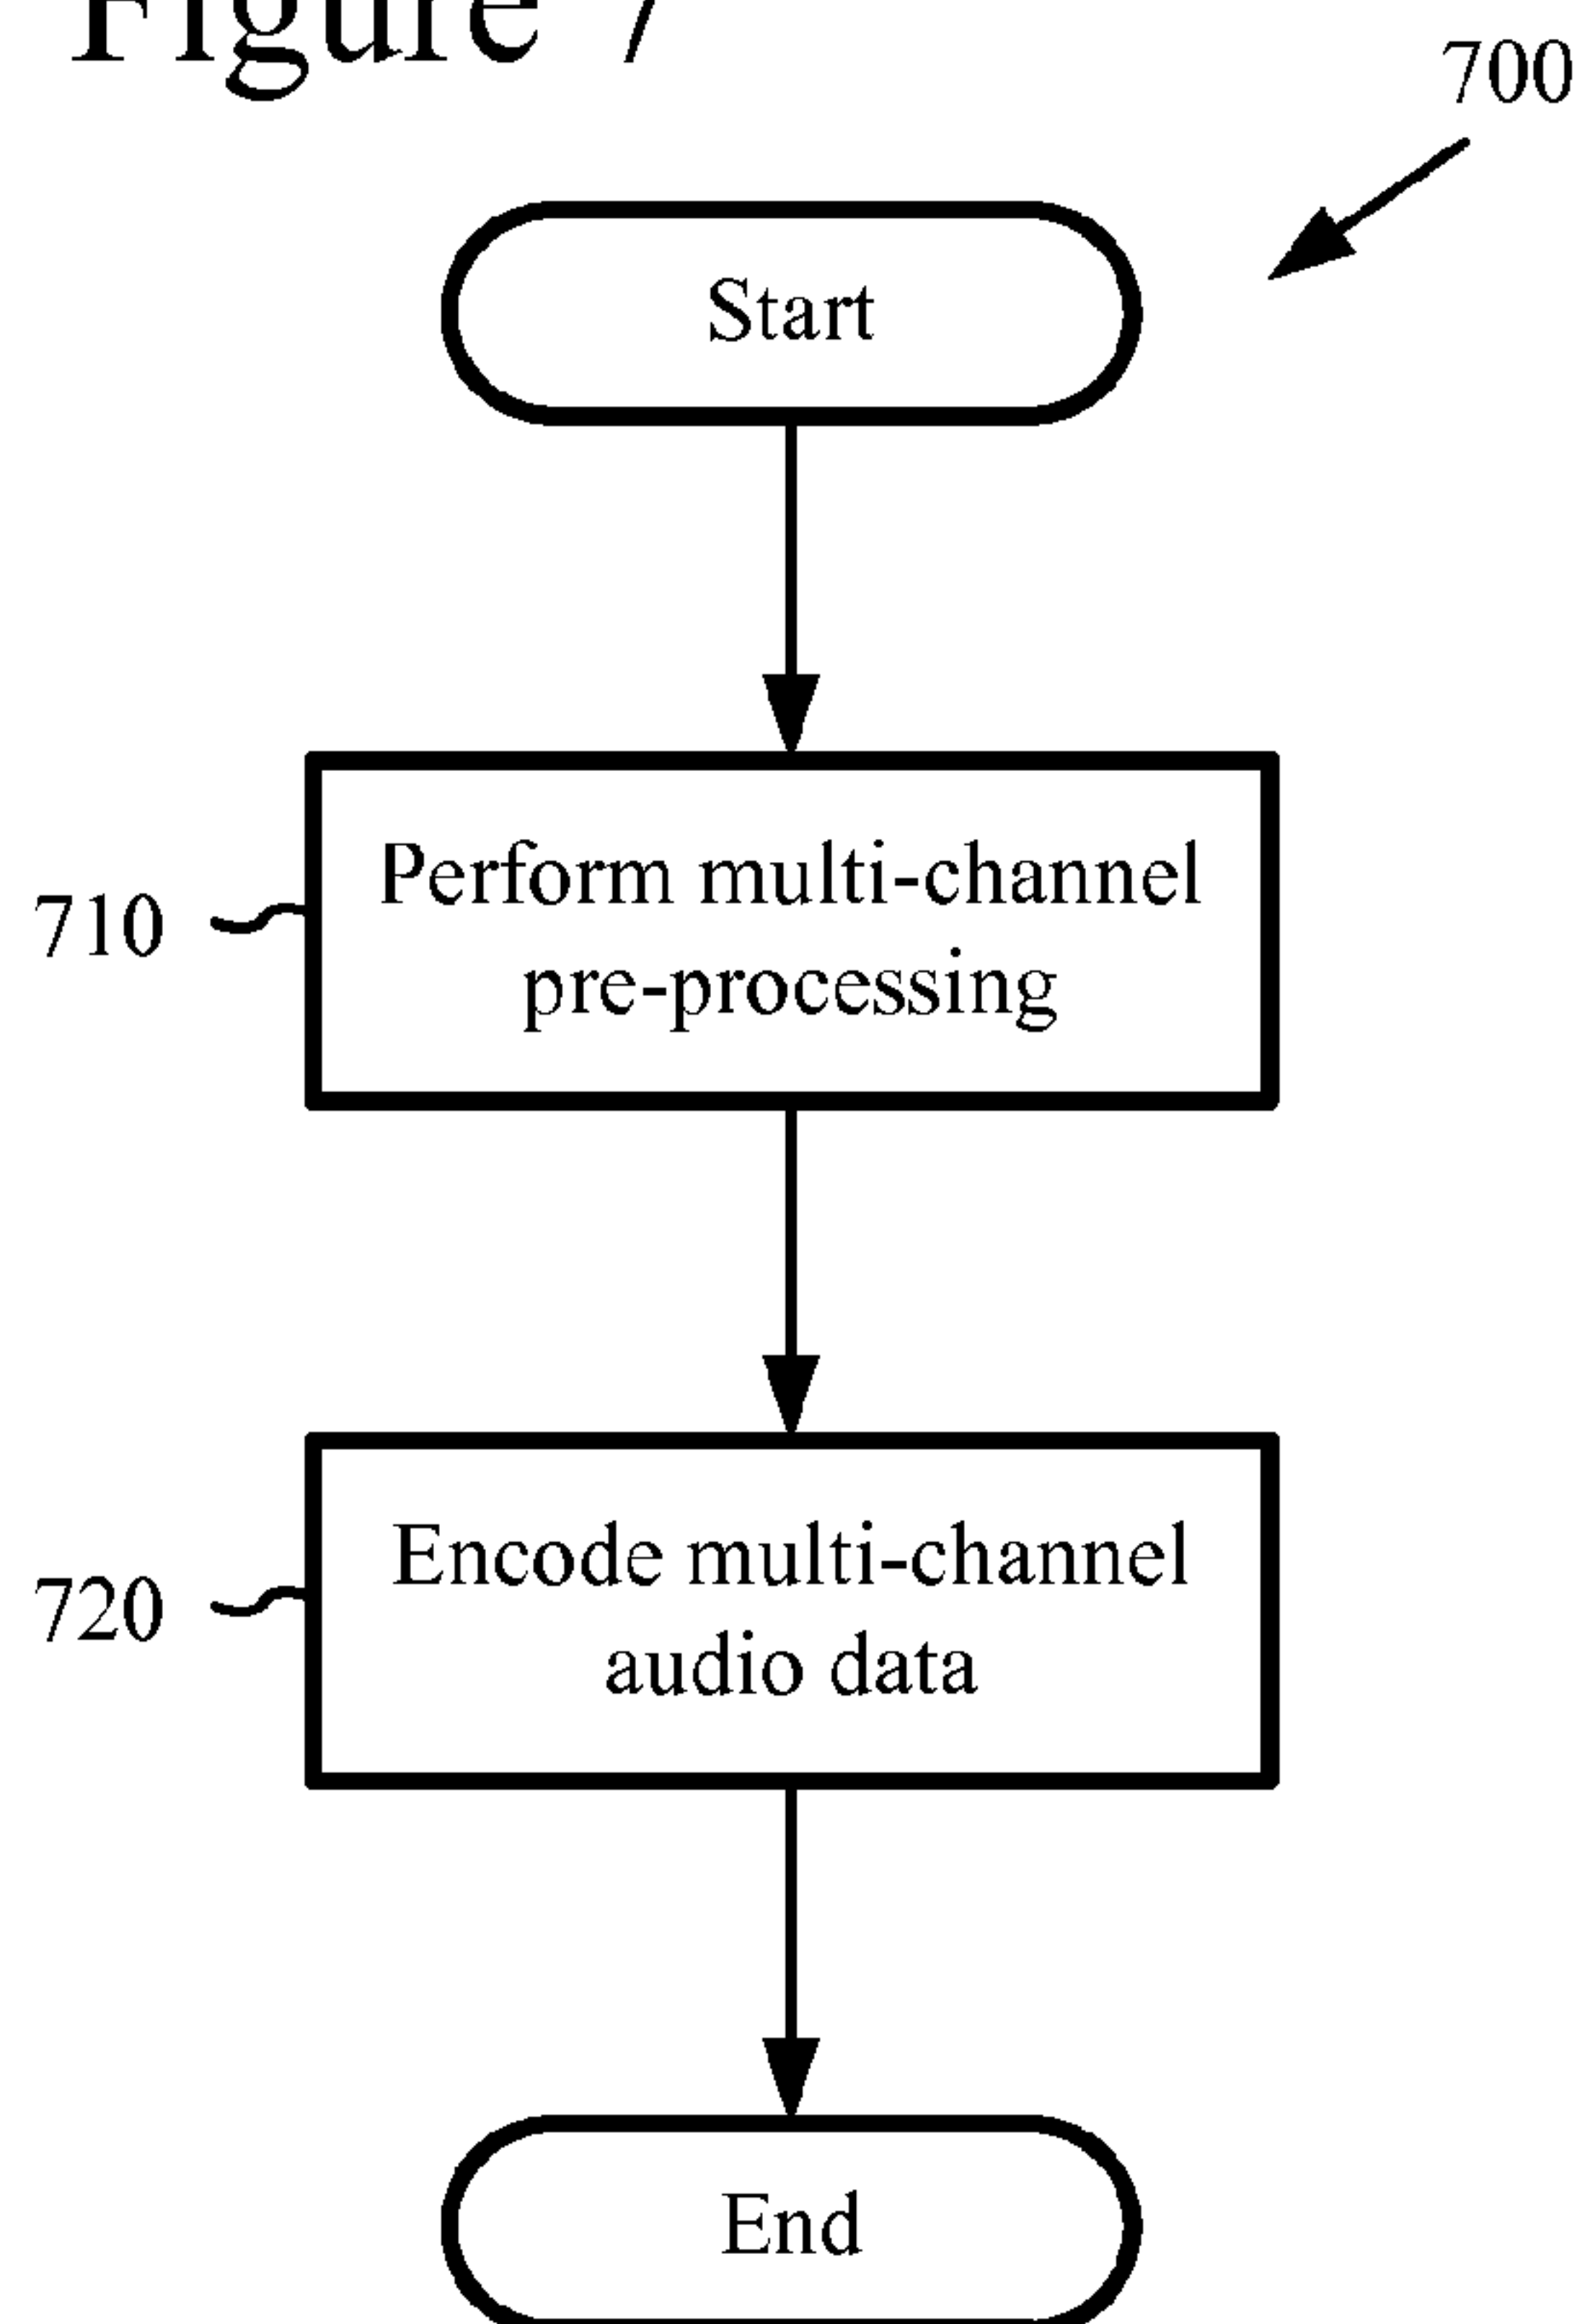 Figure 7
700
Start
710
Perform multi-channel
pre-processing
720
Encode multi-channel
audio data
End